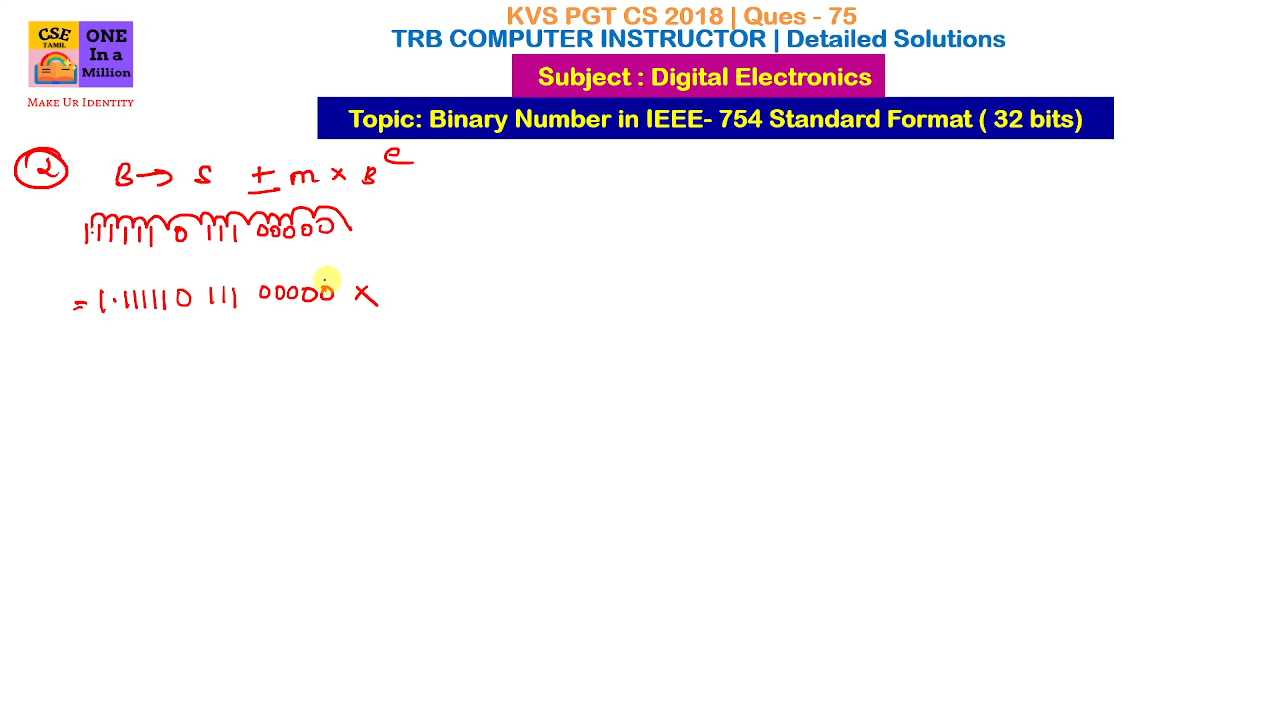 KVS PGT CS 2018 | Ques - 75
TRB COMPUTER INSTRUCTOR | Detailed Solutions
CSE TAMIL
ONE In a Million
MAKE UR IDENTITY
Subject : Digital Electronics
Topic: Binary Number in IEEE- 754 Standard Format ( 32 bits)
2 B → S ± m × B^e
111111 0 111 00000
= 1.11111 0 111 00000 ×